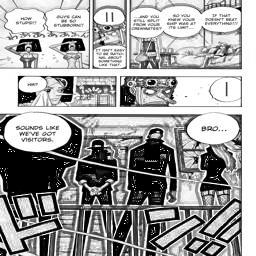 IF THAT
DOESN'T BEAT
EVERYTHING!!!
SO YOU
KNEW YOUR
SHIP WAS AT
ITS LIMIT...
AND YOU
STILL SPLIT
FROM YOUR
CREWMATES?
!!
IT ISN'T EASY
TO BE RATIO-
NAL ABOUT
SOMETHING
LIKE THAT.
GUYS CAN
BE SO
STUBBORN!!
HOW
STUPID!!
!
HM?
BRO...
SOUNDS LIKE
WE'VE GOT
VISITORS.